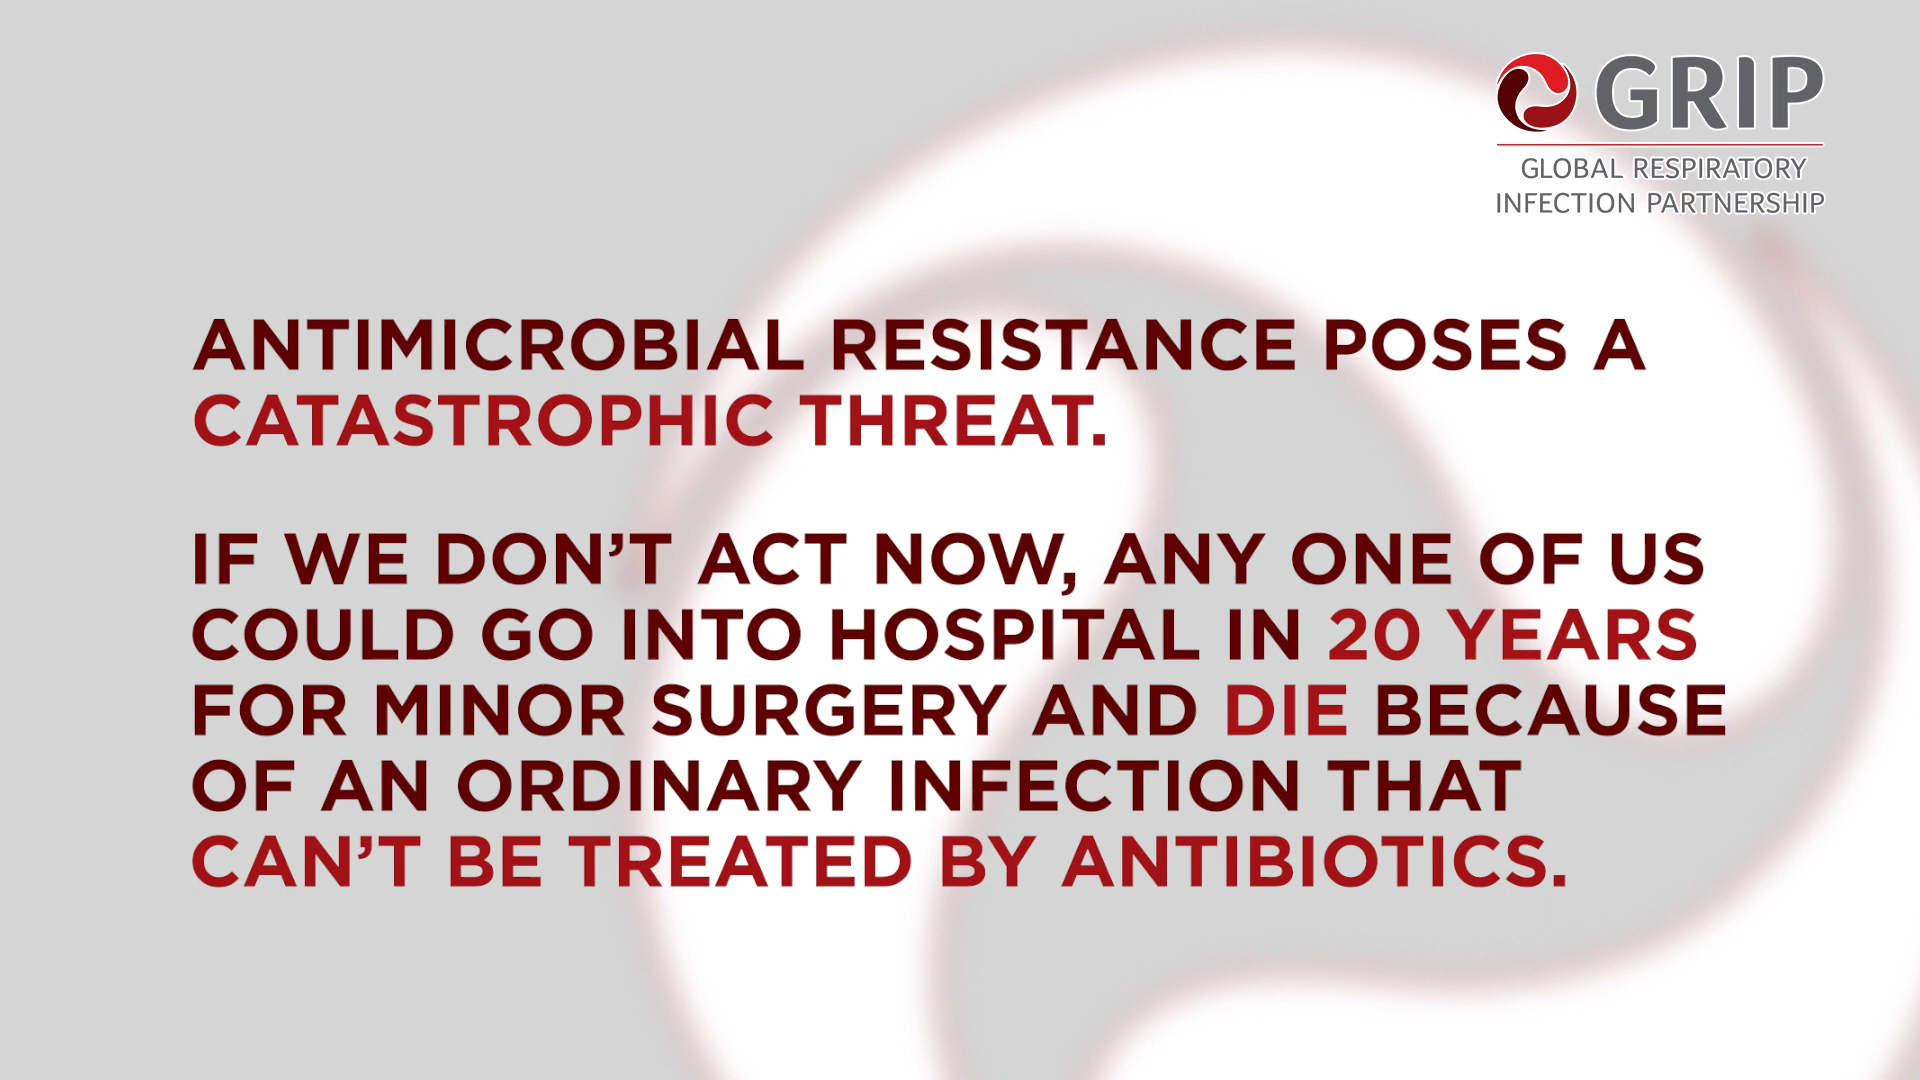 GRIP
GLOBAL RESPIRATORY
INFECTION PARTNERSHIP
ANTIMICROBIAL RESISTANCE POSES A
CATASTROPHIC THREAT.
IF WE DON’T ACT NOW, ANY ONE OF US
COULD GO INTO HOSPITAL IN 20 YEARS
FOR MINOR SURGERY AND DIE BECAUSE
OF AN ORDINARY INFECTION THAT
CAN’T BE TREATED BY ANTIBIOTICS.